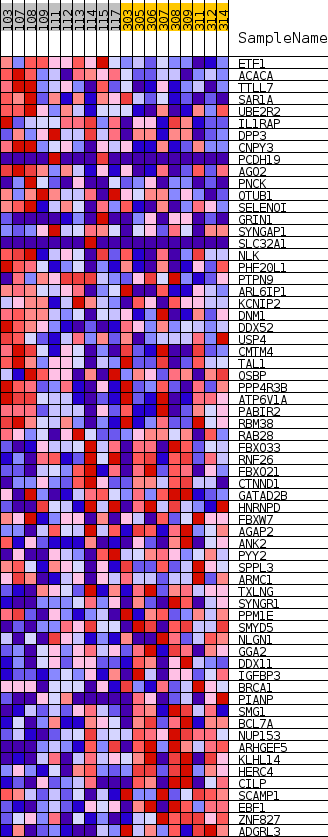 103 107 108 109 111 112 113 114 115 117 303 305 306 307 308 309 311 312 314
SampleName
ETF1
ACACA
TTLL7
SAR1A
UBE2R2
IL1RAP
DPP3
CNPY3
PCDH19
AGO2
PNCK
OTUB1
SELENOI
GRIN1
SYNGAP1
SLC32A1
NLK
PHF20L1
PTPN9
ARL6IP1
KCNIP2
DNM1
DDX52
USP4
CMTM4
TAL1
OSBP
PPP4R3B
ATP6V1A
PABIR2
RBM38
RAB28
FBXO33
RNF26
FBXO21
CTNND1
GATAD2B
HNRNPD
FBXW7
AGAP2
ANK2
PYY2
SPPL3
ARMC1
TXLNG
SYNGR1
PPM1E
SMYD5
NLGN1
GGA2
DDX11
IGFBP3
BRCA1
PIANP
SMG1
BCL7A
NUP153
ARHGEF5
KLHL14
HERC4
CILP
SCAMP1
EBF1
ZNF827
ADGRL3